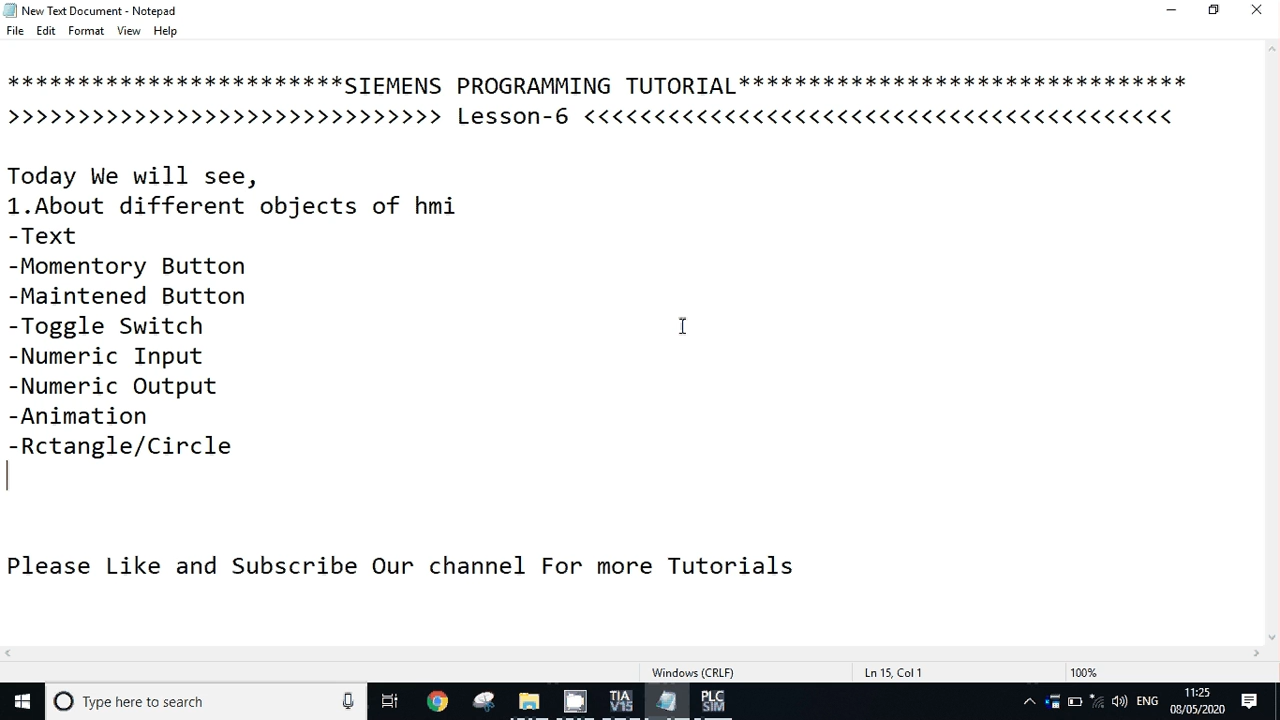 New Text Document - Notepad
File Edit Format View Help
************************SIEMENS PROGRAMMING TUTORIAL********************************
>>>>>>>>>>>>>>>>>>>>>>>>>>>>>>> Lesson-6 <<<<<<<<<<<<<<<<<<<<<<<<<<<<<<<<<<<<<<<<<<
Today We will see,
1.About different objects of hmi
-Text
-Momentory Button
-Maintened Button
-Toggle Switch
-Numeric Input
-Numeric Output
-Animation
-Rctangle/Circle
Please Like and Subscribe Our channel For more Tutorials
Windows (CRLF) Ln 15, Col 1 100%
Type here to search
TIA V15
PLC SIM
ENG
11:25
08/05/2020